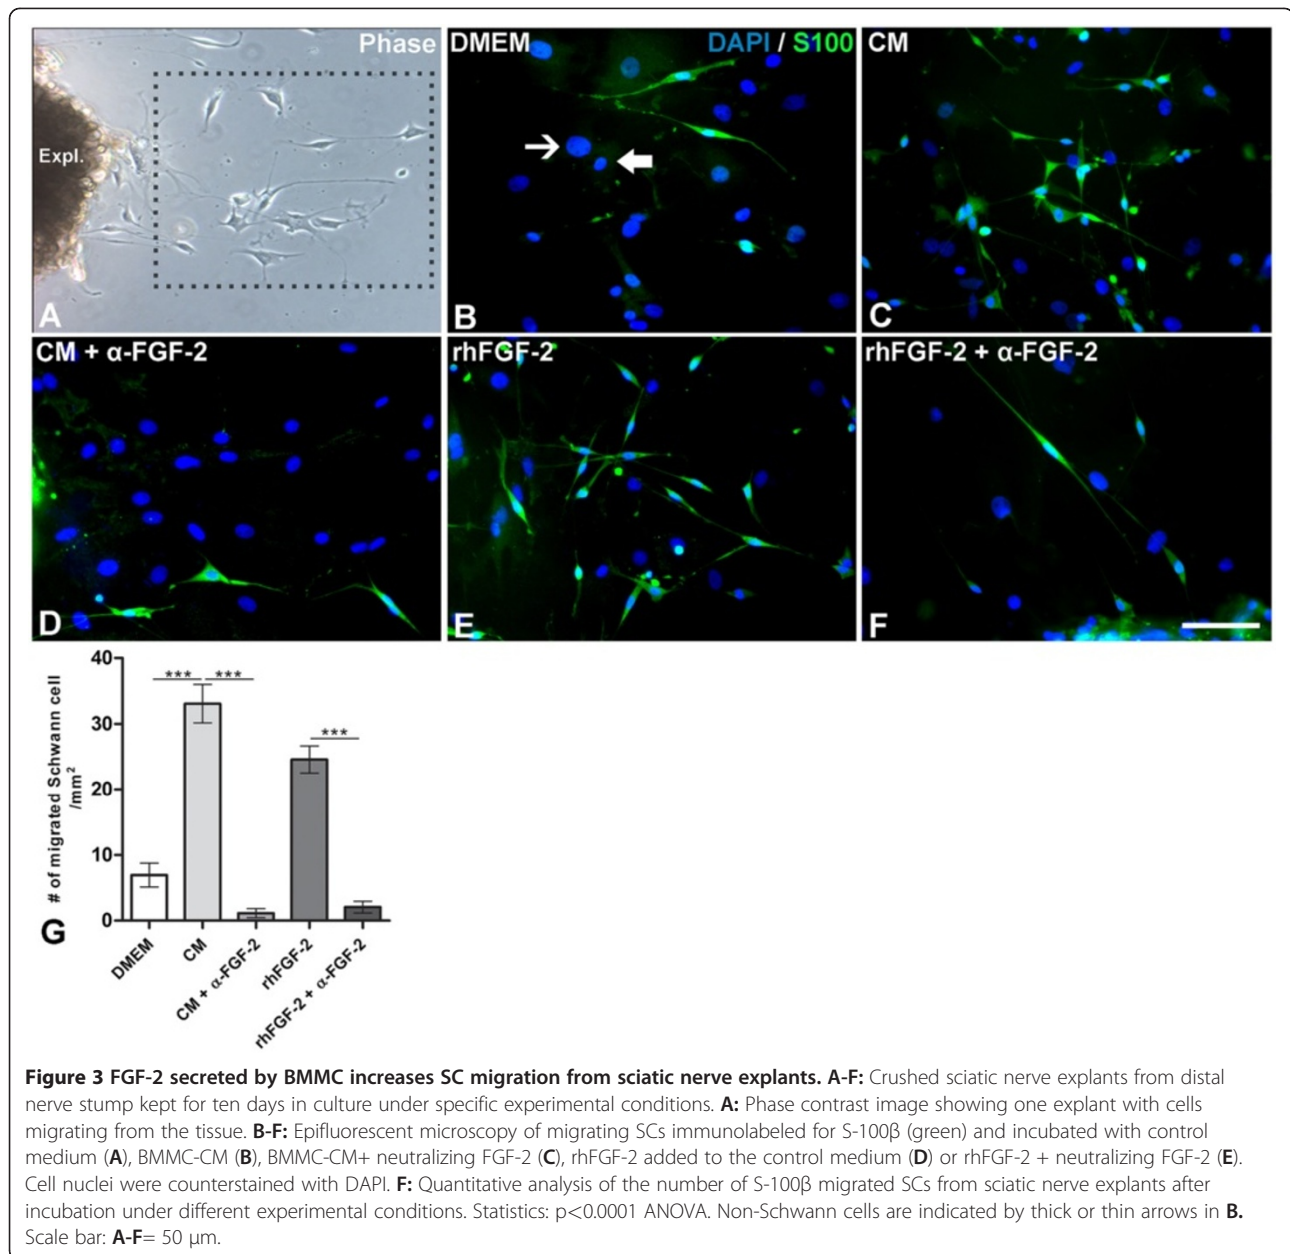 Phase
Expl.
A
DMEM
DAPI / S100
B
CM
C
CM + α-FGF-2
D
rhFGF-2
E
rhFGF-2 + α-FGF-2
F
40
30
20
10
0
# of migrated Schwann cell
/mm²
*** ***
***
G
DMEM
CM
CM + α-FGF-2
rhFGF-2
rhFGF-2 + α-FGF-2
Figure 3 FGF-2 secreted by BMMC increases SC migration from sciatic nerve explants. A-F: Crushed sciatic nerve explants from distal
nerve stump kept for ten days in culture under specific experimental conditions. A: Phase contrast image showing one explant with cells
migrating from the tissue. B-F: Epifluorescent microscopy of migrating SCs immunolabeled for S-100β (green) and incubated with control
medium (A), BMMC-CM (B), BMMC-CM+ neutralizing FGF-2 (C), rhFGF-2 added to the control medium (D) or rhFGF-2 + neutralizing FGF-2 (E).
Cell nuclei were counterstained with DAPI. F: Quantitative analysis of the number of S-100β migrated SCs from sciatic nerve explants after
incubation under different experimental conditions. Statistics: p<0.0001 ANOVA. Non-Schwann cells are indicated by thick or thin arrows in B.
Scale bar: A-F= 50 μm.